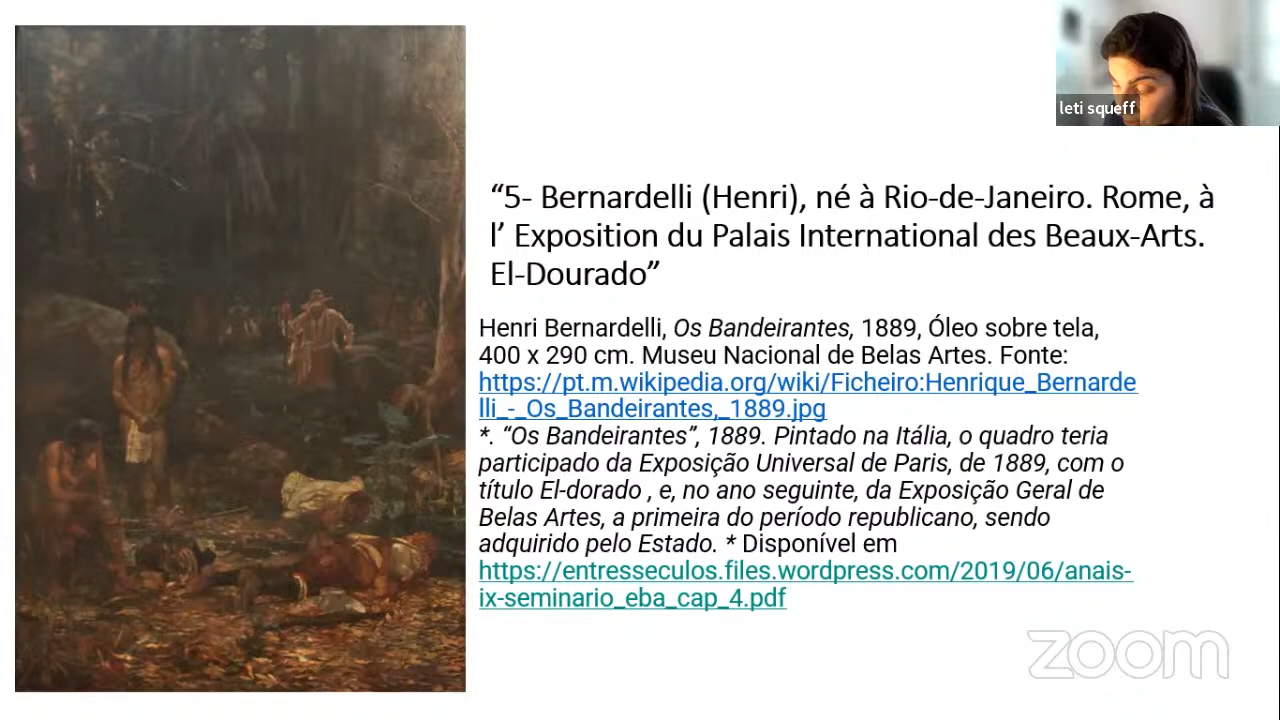 leti squeff
“5- Bernardelli (Henri), né à Rio-de-Janeiro. Rome, à
l’ Exposition du Palais International des Beaux-Arts.
El-Dourado”
Henri Bernardelli, Os Bandeirantes, 1889, Óleo sobre tela,
400 x 290 cm. Museu Nacional de Belas Artes. Fonte:
https://pt.m.wikipedia.org/wiki/Ficheiro:Henrique_Bernarde
lli_-_Os_Bandeirantes,_1889.jpg
*. “Os Bandeirantes”, 1889. Pintado na Itália, o quadro teria
participado da Exposição Universal de Paris, de 1889, com o
título El-dorado , e, no ano seguinte, da Exposição Geral de
Belas Artes, a primeira do período republicano, sendo
adquirido pelo Estado. * Disponível em
https://entresseculos.files.wordpress.com/2019/06/anais-
ix-seminario_eba_cap_4.pdf
zoom